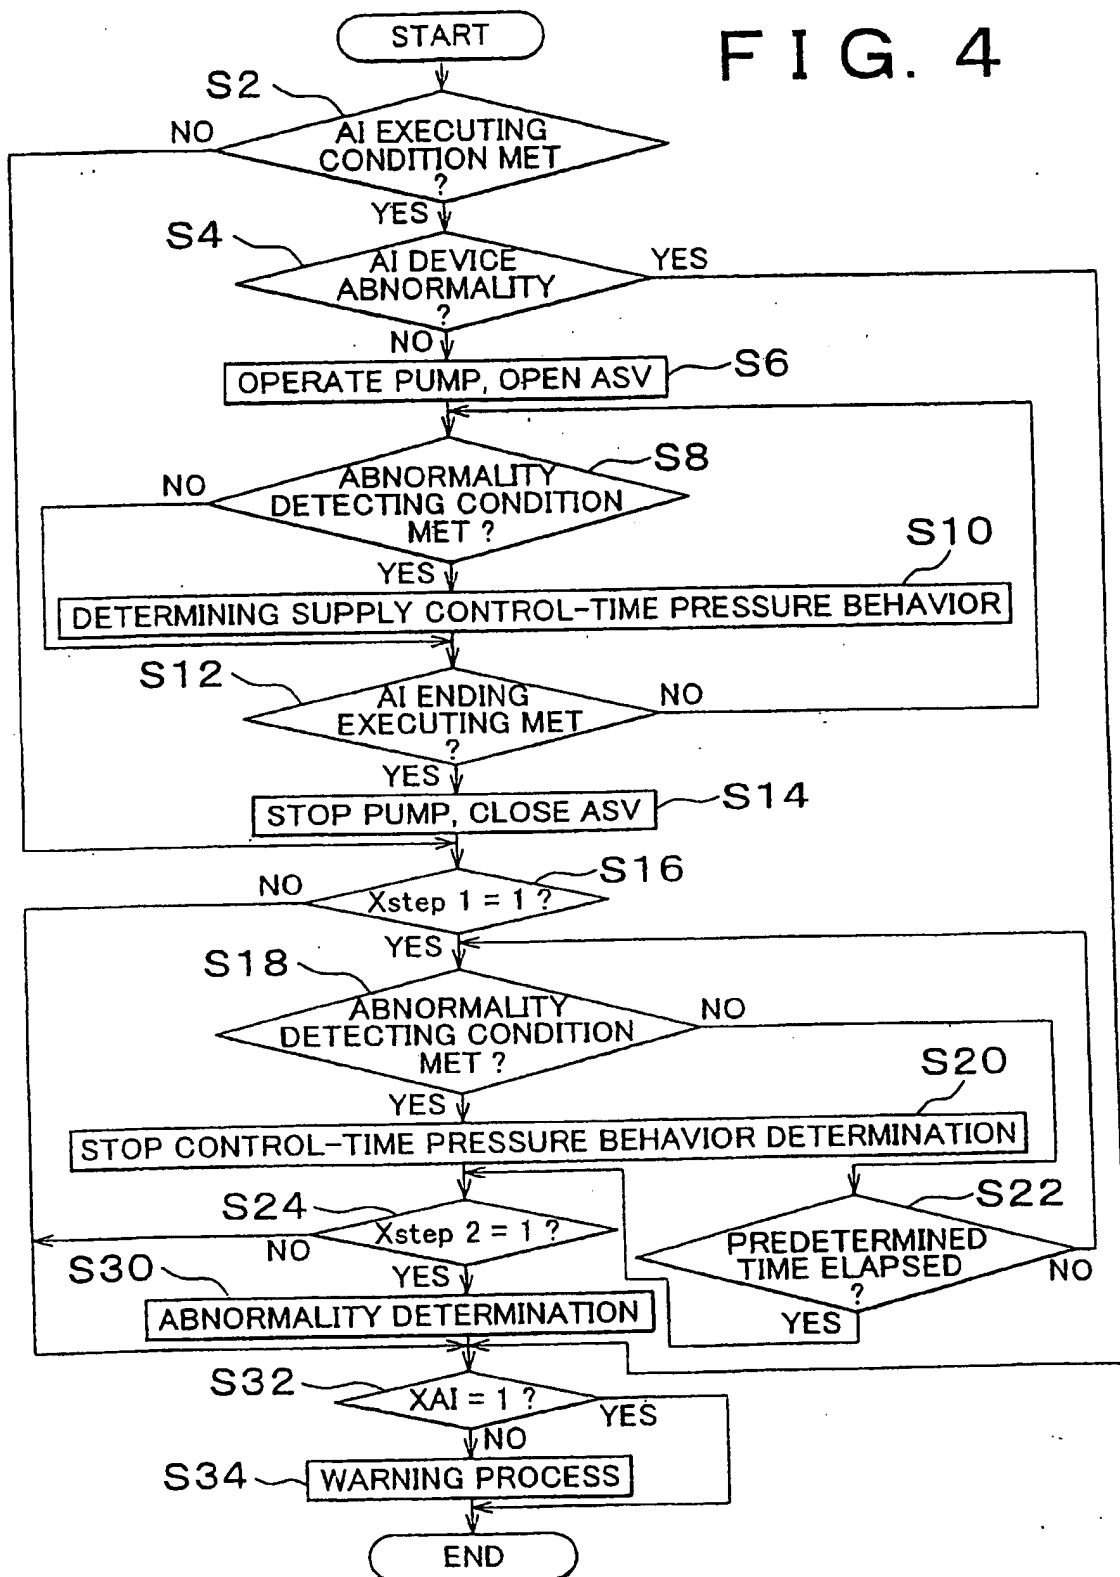 START
FIG. 4
S2
NO
AI EXECUTING
CONDITION MET
?
YES
S4
AI DEVICE
ABNORMALITY
?
YES
NO
OPERATE PUMP, OPEN ASV
S6
S8
NO
ABNORMALITY
DETECTING CONDITION
MET ?
YES
S10
DETERMINING SUPPLY CONTROL-TIME PRESSURE BEHAVIOR
S12
AI ENDING
EXECUTING MET
?
NO
YES
STOP PUMP, CLOSE ASV
S14
S16
NO
Xstep 1 = 1 ?
YES
S18
ABNORMALITY
DETECTING CONDITION
MET ?
NO
YES
S20
STOP CONTROL-TIME PRESSURE BEHAVIOR DETERMINATION
S22
S24
Xstep 2 = 1 ?
NO
YES
PREDETERMINED
TIME ELAPSED
?
NO
YES
S30
ABNORMALITY DETERMINATION
S32
XAI = 1 ?
YES
NO
S34
WARNING PROCESS
END